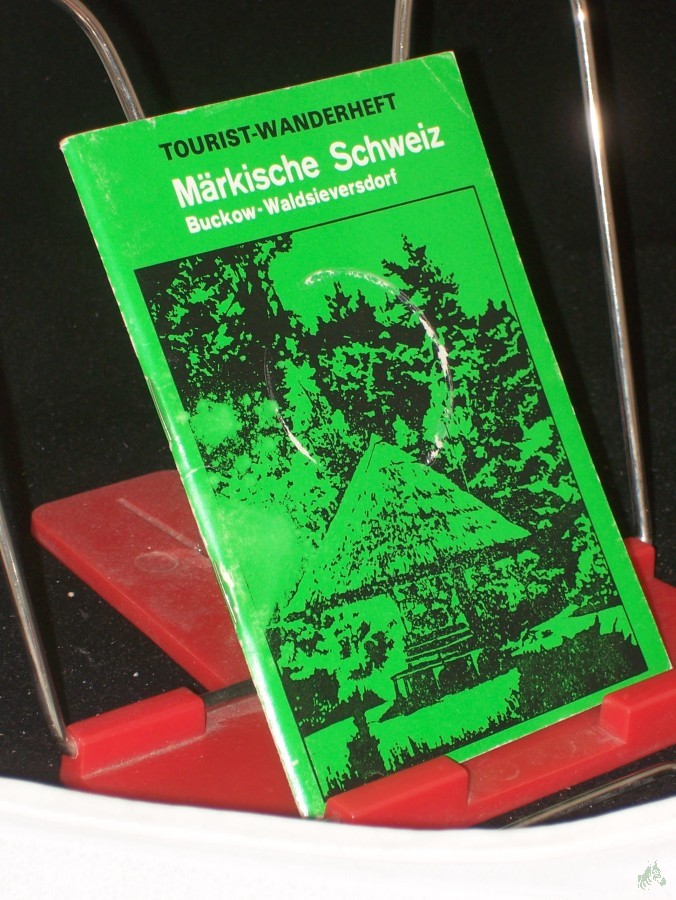 TOURIST-WANDERHEFT
Märkische Schweiz
Buckow-Waldsieversdorf